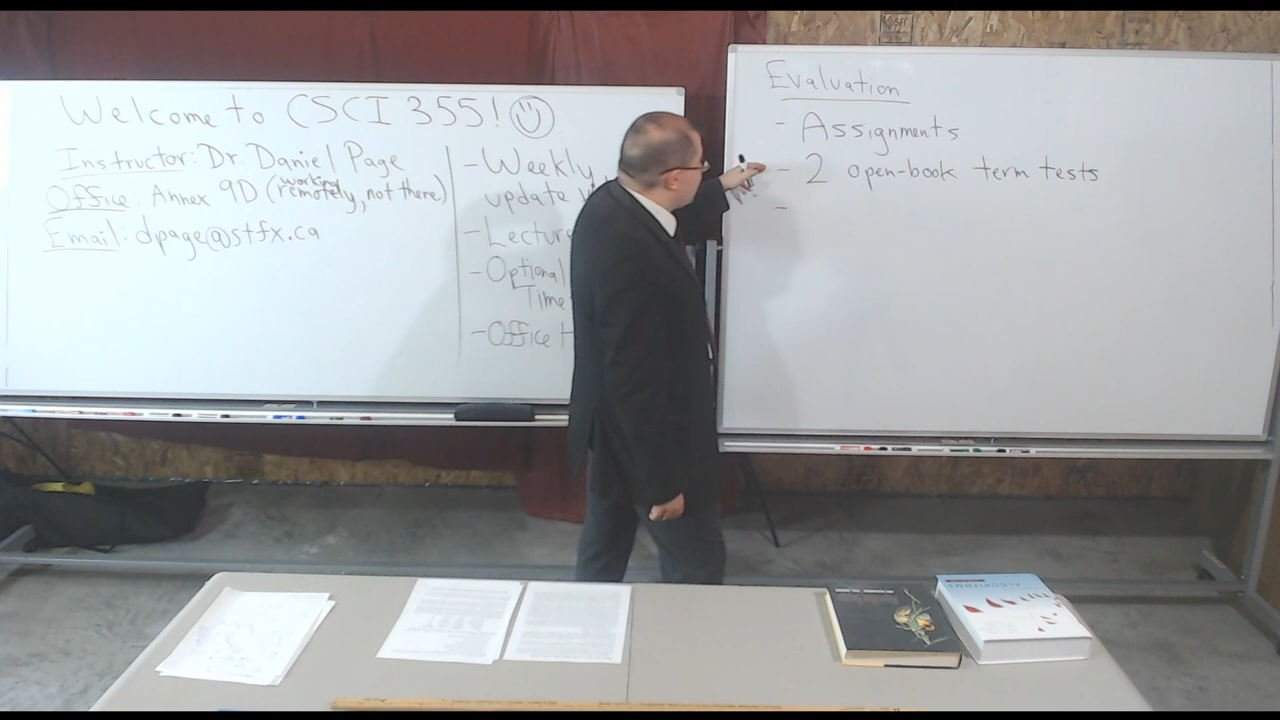 Welcome to CSCI 355!
Instructor: Dr. Daniel Page
Office: Annex 9D (working remotely, not there)
Email: dpage@stfx.ca
- Weekly
update
- Lecture
- Optional
Time
- Office H
Evaluation
- Assignments
- 2 open-book term tests
-
ALGORITHMS